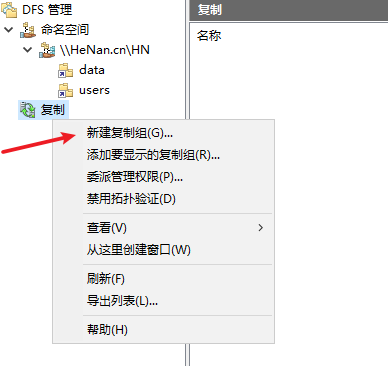 DFS 管理
命名空间
\\HeNan.cn\HN
data
users
复制
新建复制组(G)...
添加要显示的复制组(R)...
委派管理权限(P)...
禁用拓扑验证(D)
查看(V)
从这里创建窗口(W)
刷新(F)
导出列表(L)...
帮助(H)
复制
名称